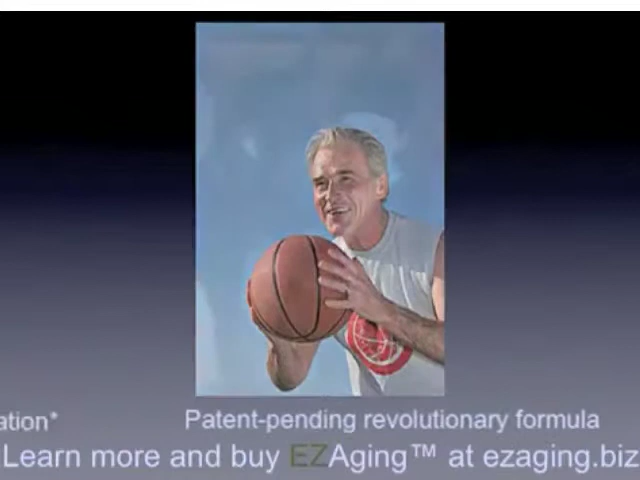 ation* Patent-pending revolutionary formula
Learn more and buy EZAging™ at ezaging.biz